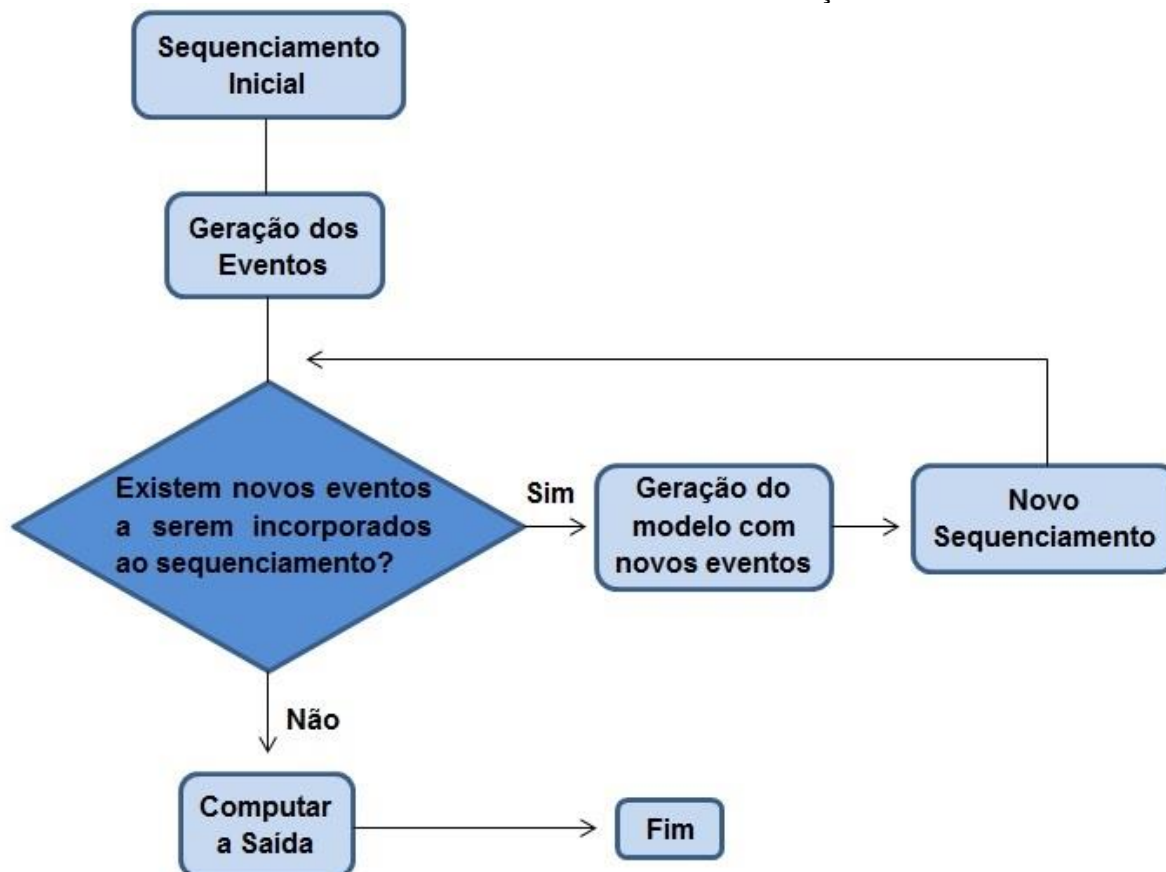 Sequenciamento
Inicial
Geração dos
Eventos
Existem novos eventos
a serem incorporados
ao sequenciamento?
Sim
Geração do
modelo com
novos eventos
Novo
Sequenciamento
Não
Computar
a Saída
Fim